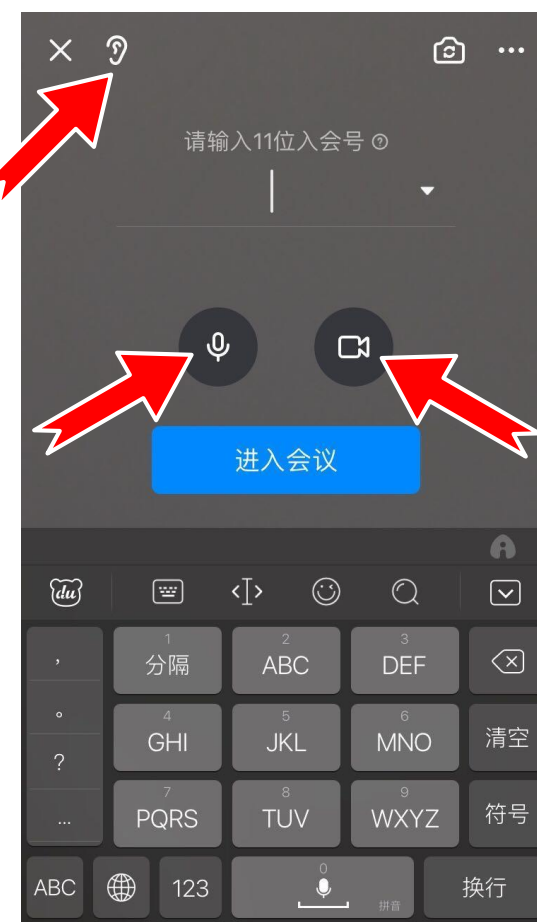 请输入11位入会号
进入会议
du
, 1 2 3
分隔 ABC DEF
。 4 5 6
GHI JKL MNO 清空
?
7 8 9
... PQRS TUV WXYZ 符号
0
ABC 123 拼音 换行